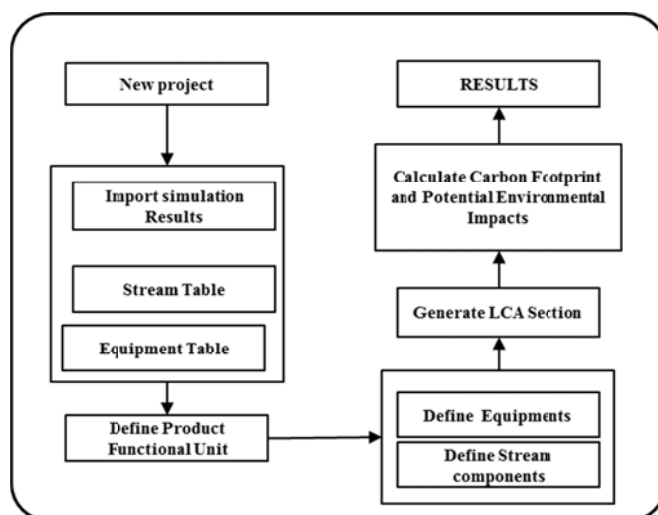 New project
Import simulation
Results
Stream Table
Equipment Table
Define Product
Functional Unit
Define Equipments
Define Stream
components
Generate LCA Section
Calculate Carbon Footprint
and Potential Environmental
Impacts
RESULTS